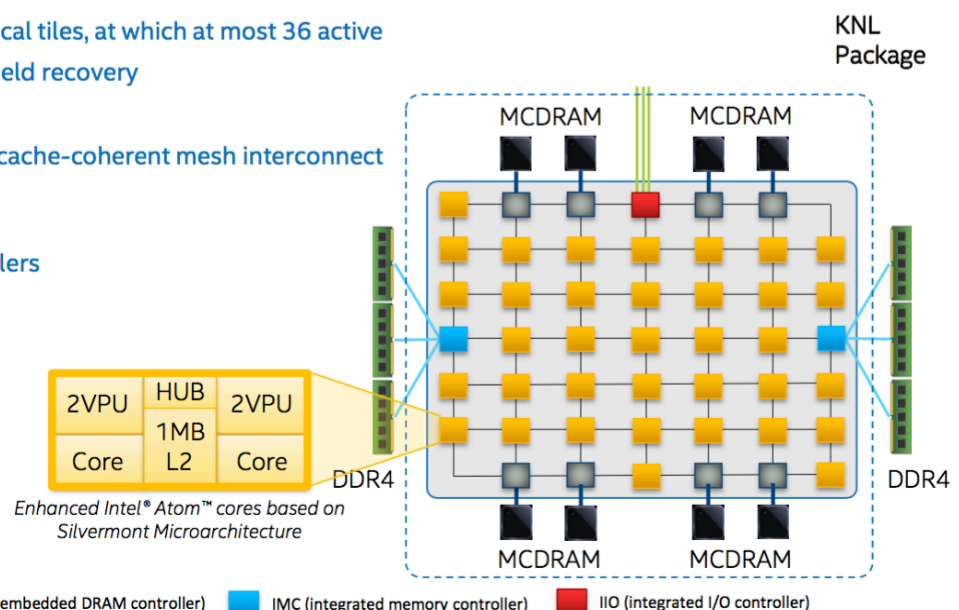 cal tiles, at which at most 36 active
eld recovery
cache-coherent mesh interconnect
lers
KNL
Package
MCDRAM
MCDRAM
2VPU
HUB
2VPU
1MB
L2
Core
Core
DDR4
DDR4
Enhanced Intel® Atom™ cores based on
Silvermont Microarchitecture
MCDRAM
MCDRAM
embedded DRAM controller)
IMC (integrated memory controller)
IIO (integrated I/O controller)